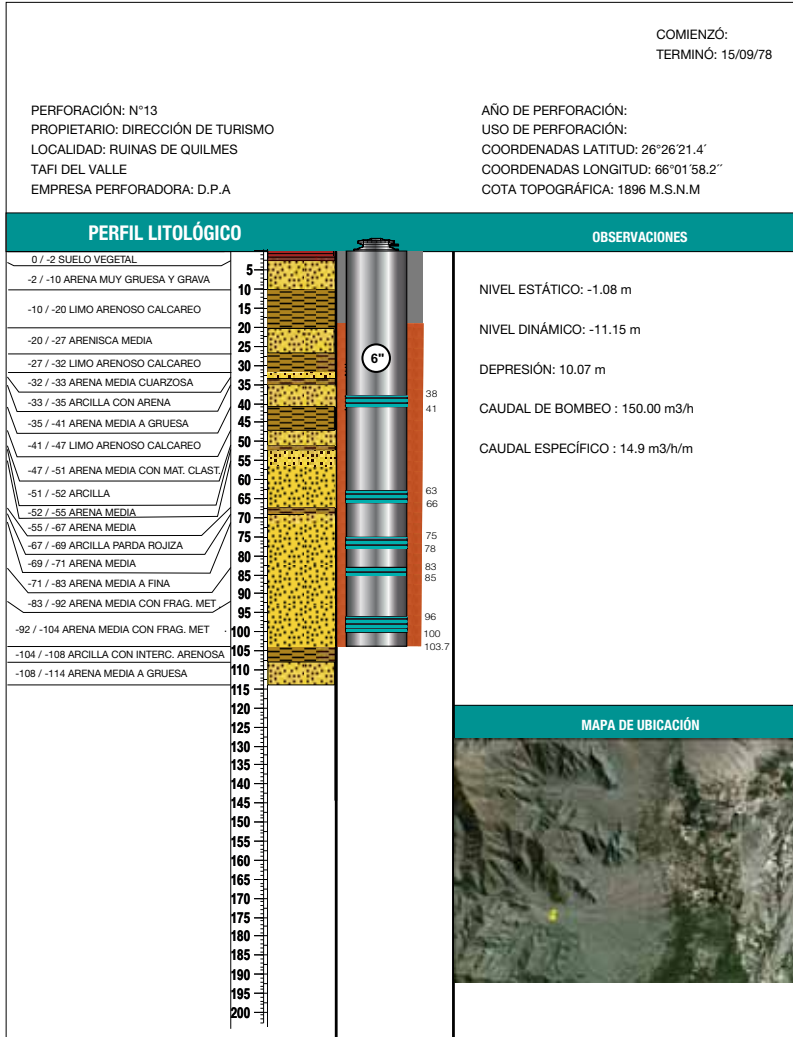 COMIENZÓ:
TERMINÓ: 15/09/78
PERFORACIÓN: N°13
PROPIETARIO: DIRECCIÓN DE TURISMO
LOCALIDAD: RUINAS DE QUILMES
TAFI DEL VALLE
EMPRESA PERFORADORA: D.P.A
AÑO DE PERFORACIÓN:
USO DE PERFORACIÓN:
COORDENADAS LATITUD: 26°26´21.4´
COORDENADAS LONGITUD: 66°01´58.2´´
COTA TOPOGRÁFICA: 1896 M.S.N.M
PERFIL LITOLÓGICO
OBSERVACIONES
0 / -2 SUELO VEGETAL
-2 / -10 ARENA MUY GRUESA Y GRAVA
-10 / -20 LIMO ARENOSO CALCAREO
-20 / -27 ARENISCA MEDIA
-27 / -32 LIMO ARENOSO CALCAREO
-32 / -33 ARENA MEDIA CUARZOSA
-33 / -35 ARCILLA CON ARENA
-35 / -41 ARENA MEDIA A GRUESA
-41 / -47 LIMO ARENOSO CALCAREO
-47 / -51 ARENA MEDIA CON MAT. CLAST.
-51 / -52 ARCILLA
-52 / -55 ARENA MEDIA
-55 / -67 ARENA MEDIA
-67 / -69 ARCILLA PARDA ROJIZA
-69 / -71 ARENA MEDIA
-71 / -83 ARENA MEDIA A FINA
-83 / -92 ARENA MEDIA CON FRAG. MET .
-92 / -104 ARENA MEDIA CON FRAG. MET .
-104 / -108 ARCILLA CON INTERC. ARENOSA
-108 / -114 ARENA MEDIA A GRUESA
5
10
15
20
25
30
35
40
45
50
55
60
65
70
75
80
85
90
95
100
105
110
115
120
125
130
135
140
145
150
155
160
165
170
175
180
185
190
195
200
6"
38
41
63
66
75
78
83
85
96
100
103.7
NIVEL ESTÁTICO: -1.08 m
NIVEL DINÁMICO: -11.15 m
DEPRESIÓN: 10.07 m
CAUDAL DE BOMBEO : 150.00 m3/h
CAUDAL ESPECÍFICO : 14.9 m3/h/m
MAPA DE UBICACIÓN